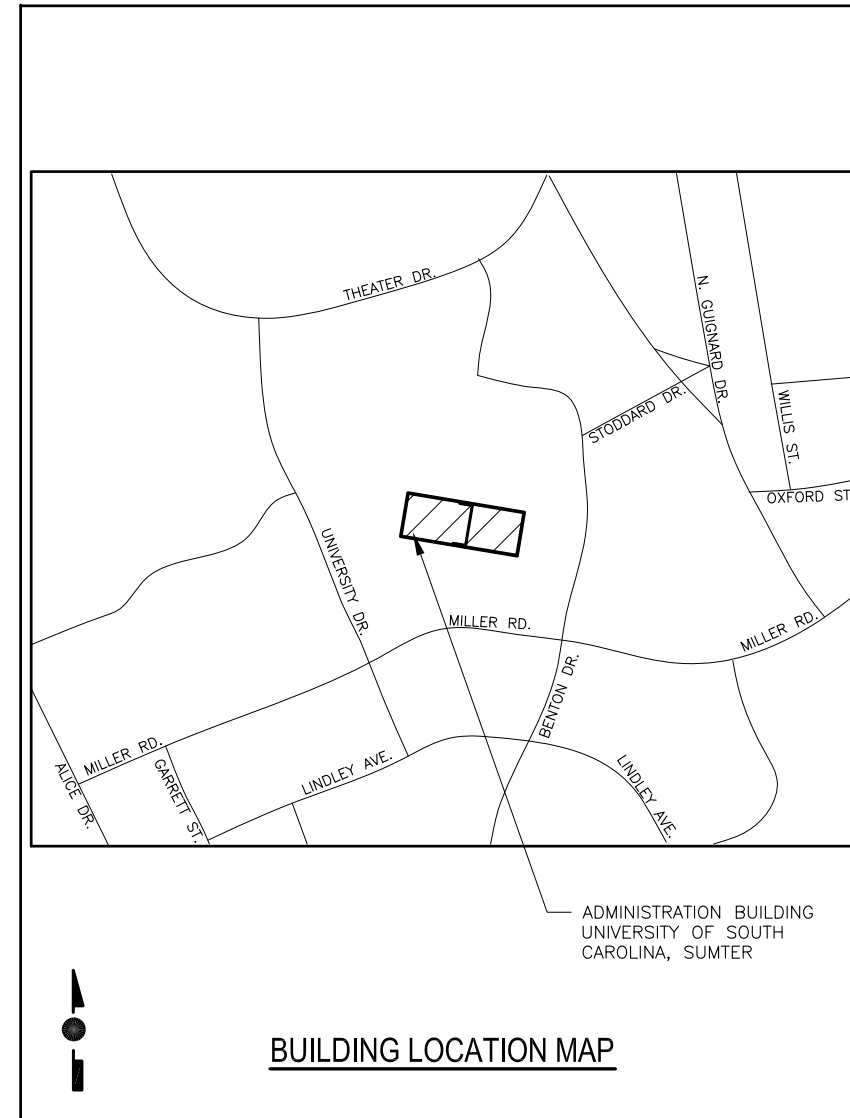 THEATER DR.
N. GUIGNARD DR.
WILLIS ST.
STODDARD DR.
OXFORD ST
UNIVERSITY DR.
MILLER RD.
MILLER RD.
BENTON DR.
MILLER RD.
ALICE DR.
GARRETT ST.
LINDLEY AVE.
LINDLEY AVE.
ADMINISTRATION BUILDING
UNIVERSITY OF SOUTH
CAROLINA, SUMTER
BUILDING LOCATION MAP